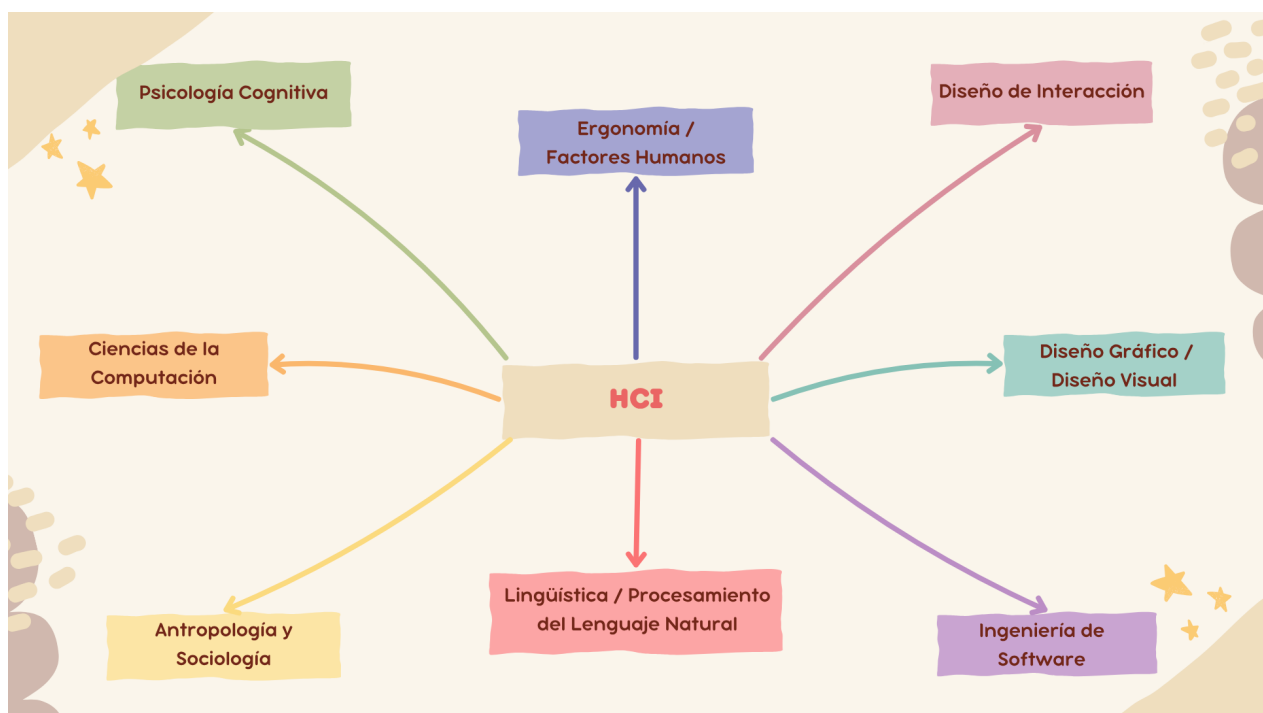 Psicología Cognitiva
Ergonomía /
Factores Humanos
Diseño de Interacción
Ciencias de la
Computación
HCI
Diseño Gráfico /
Diseño Visual
Antropología y
Sociología
Lingüística / Procesamiento
del Lenguaje Natural
Ingeniería de
Software